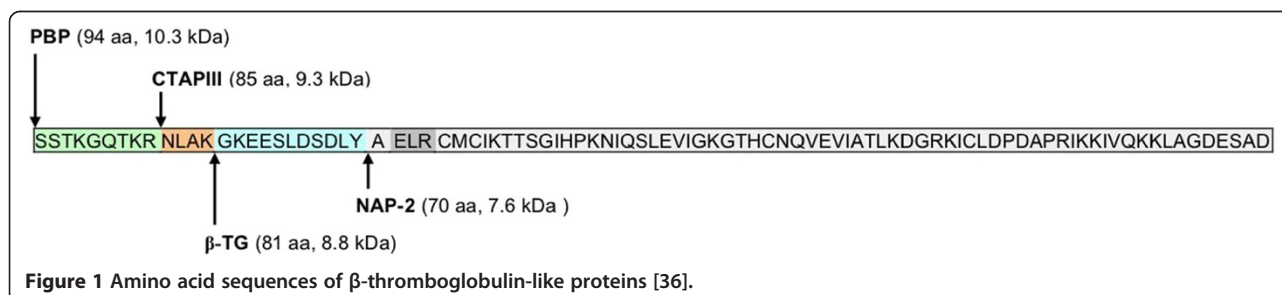 PBP (94 aa, 10.3 kDa)
CTAPIII (85 aa, 9.3 kDa)
SSTKGQTKR NLAK GKEESLDSDLY A ELR CMCIKTTSGIHPKNIQSLEVIGKGTHCNQVEVIATLKDGRKICLDPDAPRIKKIVQKKLAGDESAD
NAP-2 (70 aa, 7.6 kDa )
β-TG (81 aa, 8.8 kDa)
Figure 1 Amino acid sequences of β-thromboglobulin-like proteins [36].